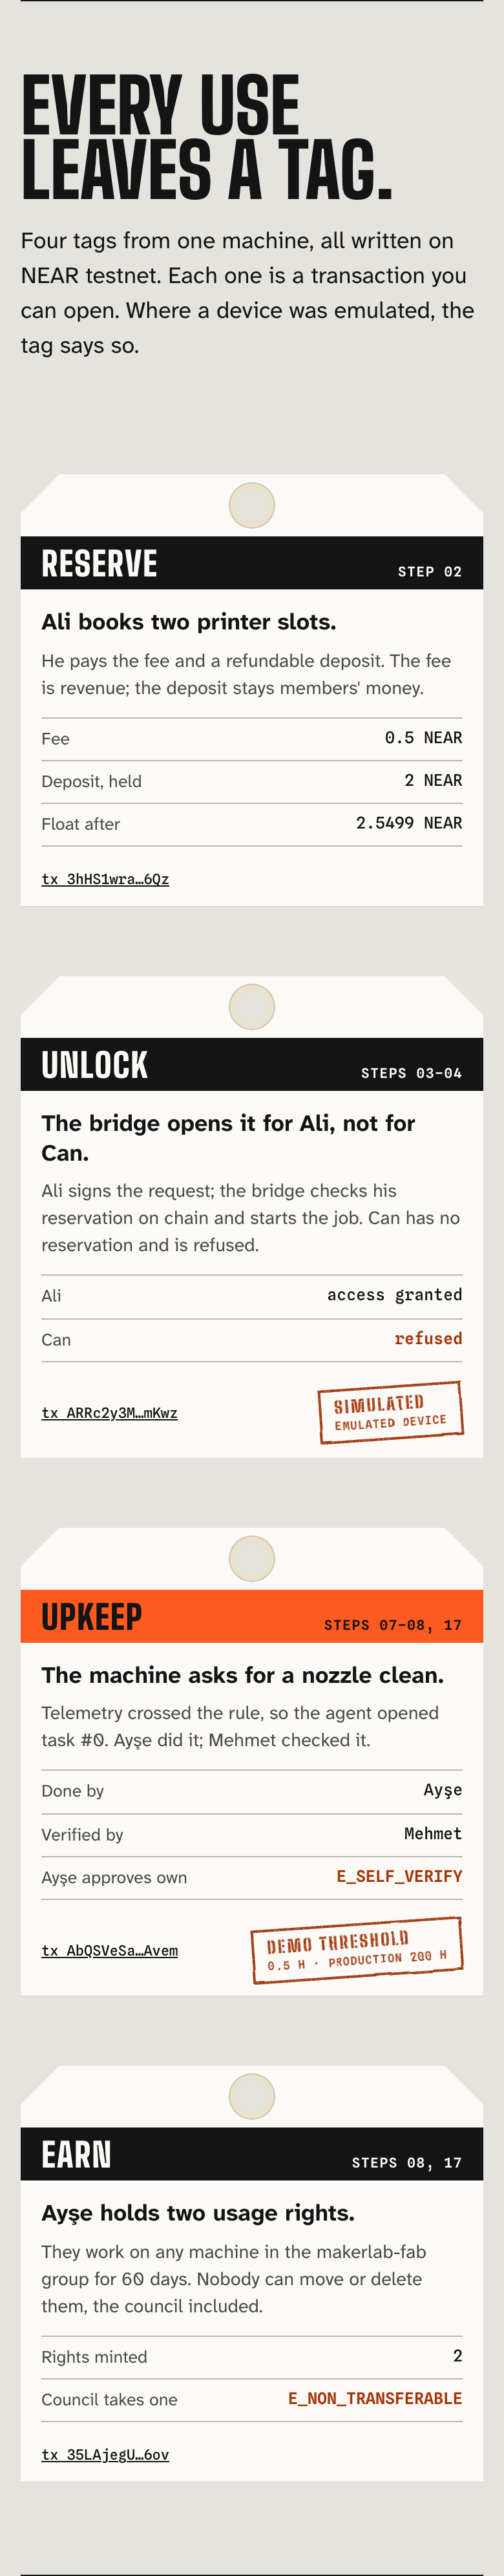 EVERY USE
LEAVES A TAG.
Four tags from one machine, all written on
NEAR testnet. Each one is a transaction you
can open. Where a device was emulated, the
tag says so.
RESERVE
STEP 02
Ali books two printer slots.
He pays the fee and a refundable deposit. The fee
is revenue; the deposit stays members' money.
Fee 0.5 NEAR
Deposit, held 2 NEAR
Float after 2.5499 NEAR
tx 3hHS1wra…6Qz
UNLOCK
STEPS 03–04
The bridge opens it for Ali, not for
Can.
Ali signs the request; the bridge checks his
reservation on chain and starts the job. Can has no
reservation and is refused.
Ali access granted
Can refused
tx ARRc2y3M…mKwz
SIMULATED
EMULATED DEVICE
UPKEEP
STEPS 07–08, 17
The machine asks for a nozzle clean.
Telemetry crossed the rule, so the agent opened
task #0. Ayşe did it; Mehmet checked it.
Done by Ayşe
Verified by Mehmet
Ayşe approves own E_SELF_VERIFY
tx AbQSVeSa…Avem
DEMO THRESHOLD
0.5 H · PRODUCTION 200 H
EARN
STEPS 08, 17
Ayşe holds two usage rights.
They work on any machine in the makerlab-fab
group for 60 days. Nobody can move or delete
them, the council included.
Rights minted 2
Council takes one E_NON_TRANSFERABLE
tx 35LAjegU…6ov